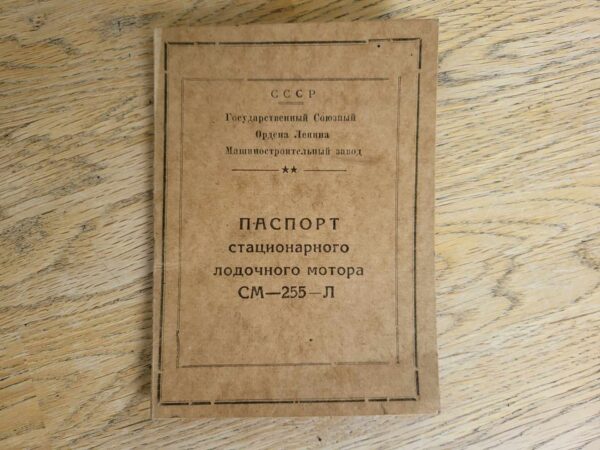 СССР
Государственный Союзный
Ордена Ленина
Машиностроительный завод
ПАСПОРТ
стационарного
лодочного мотора
СМ—255—Л